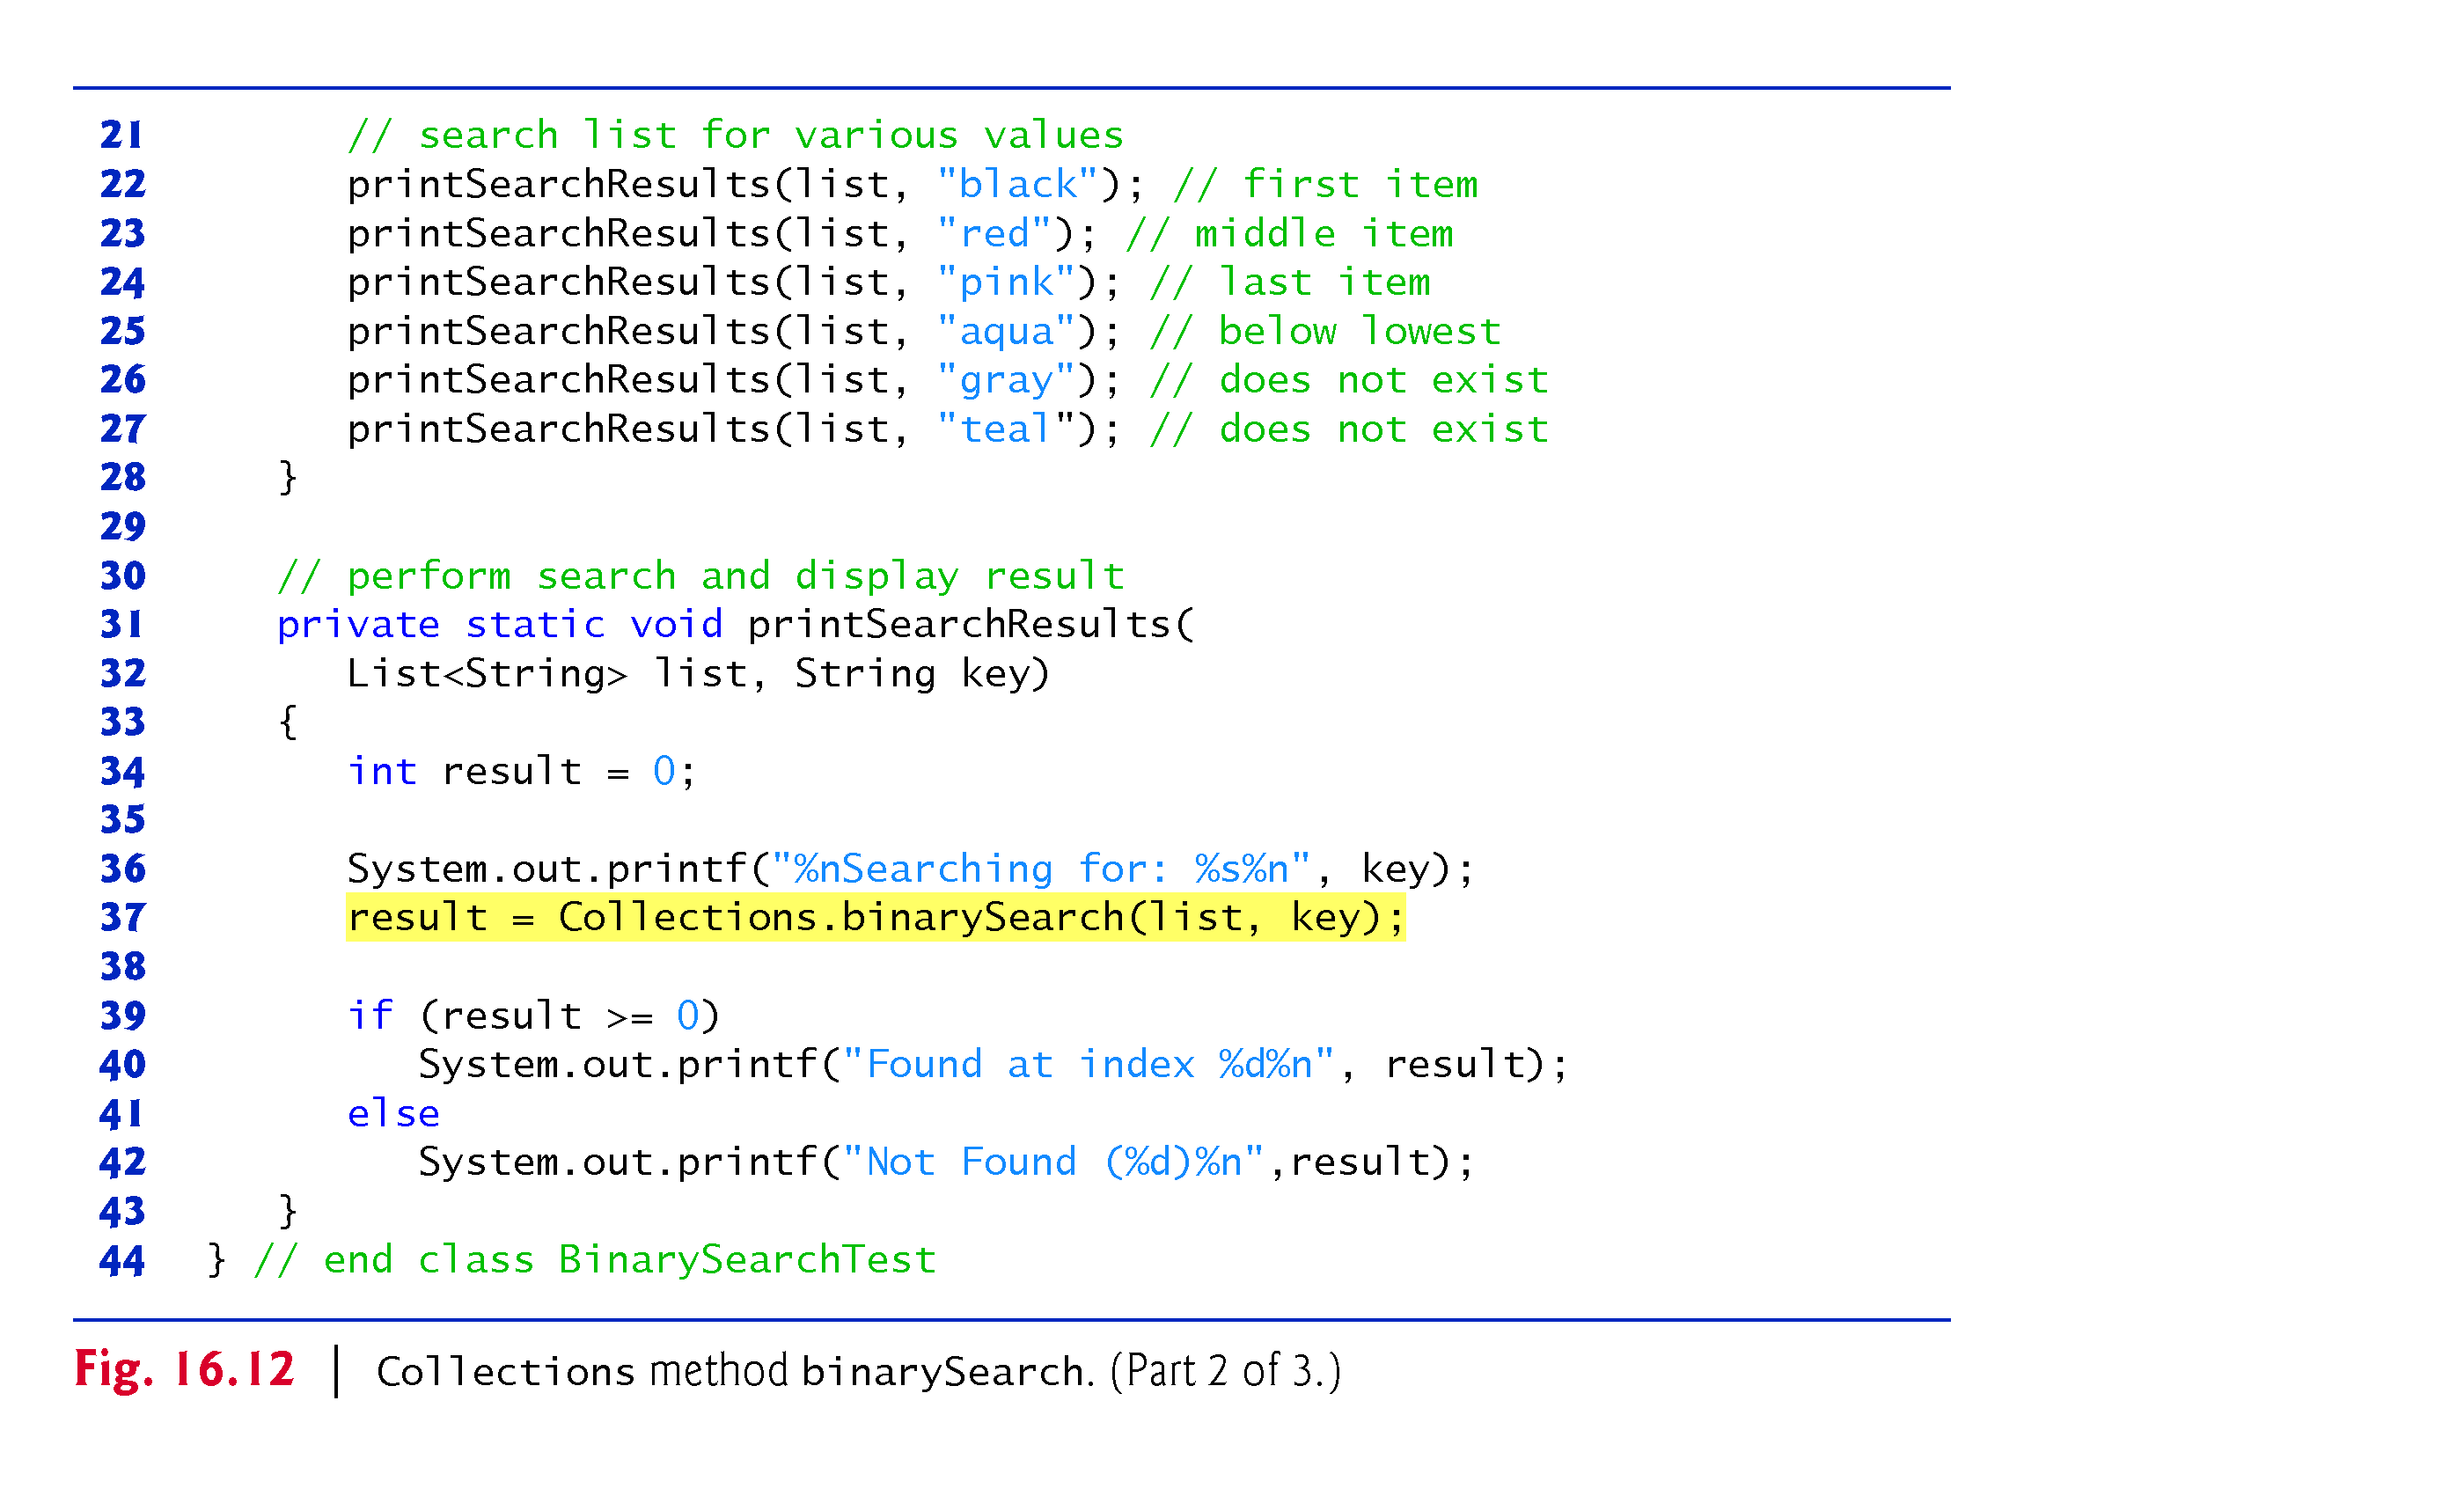 21 // search list for various values
22 printSearchResults(list, "black"); // first item
23 printSearchResults(list, "red"); // middle item
24 printSearchResults(list, "pink"); // last item
25 printSearchResults(list, "aqua"); // below lowest
26 printSearchResults(list, "gray"); // does not exist
27 printSearchResults(list, "teal"); // does not exist
28 }
29
30 // perform search and display result
31 private static void printSearchResults(
32 List<String> list, String key)
33 {
34 int result = 0;
35
36 System.out.printf("%nSearching for: %s%n", key);
37 result = Collections.binarySearch(list, key);
38
39 if (result >= 0)
40 System.out.printf("Found at index %d%n", result);
41 else
42 System.out.printf("Not Found (%d)%n",result);
43 }
44 } // end class BinarySearchTest
Fig. 16.12 | Collections method binarySearch. (Part 2 of 3.)